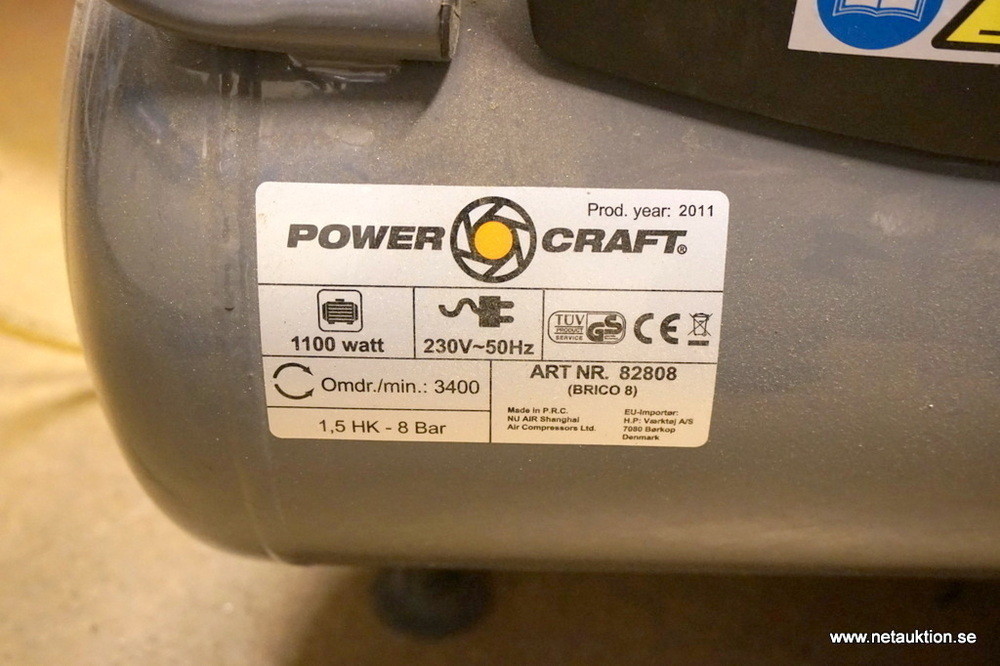 Prod. year: 2011
POWER CRAFT®
1100 watt
230V~50Hz
TÜV
PRODUCT
SERVICE
GS
CE
Omdr./min.: 3400
1,5 HK - 8 Bar
ART NR. 82808
(BRICO 8)
Made in P.R.C.
NU AIR Shanghai
Air Compressors Ltd.
EU-Importør:
H.P. Værktøj A/S
7080 Børkop
Denmark
www.netauktion.se